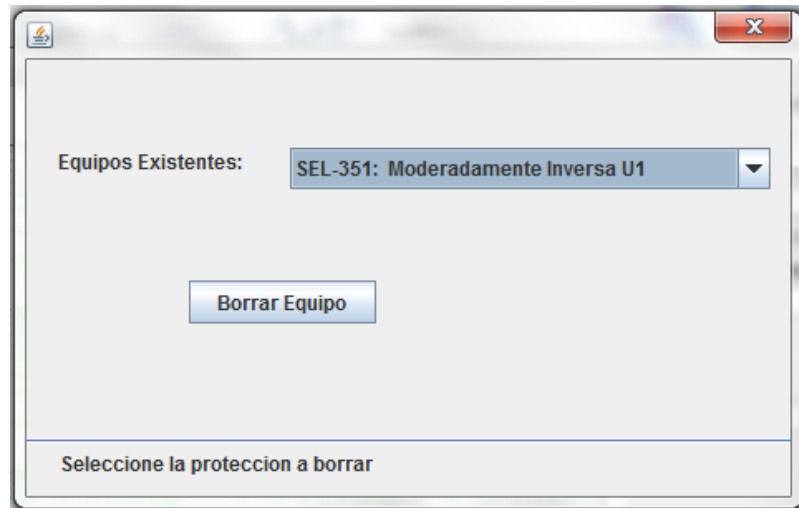 Equipos Existentes: SEL-351: Moderadamente Inversa U1
Borrar Equipo
Seleccione la proteccion a borrar